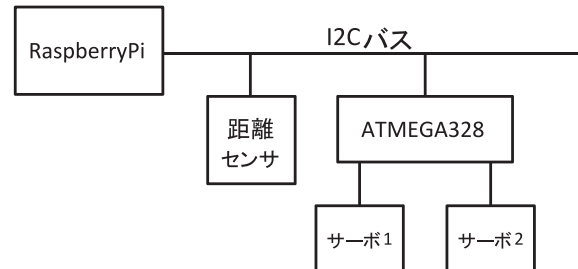 RaspberryPi
I2Cバス
距離
センサ
ATMEGA328
サーボ1
サーボ2